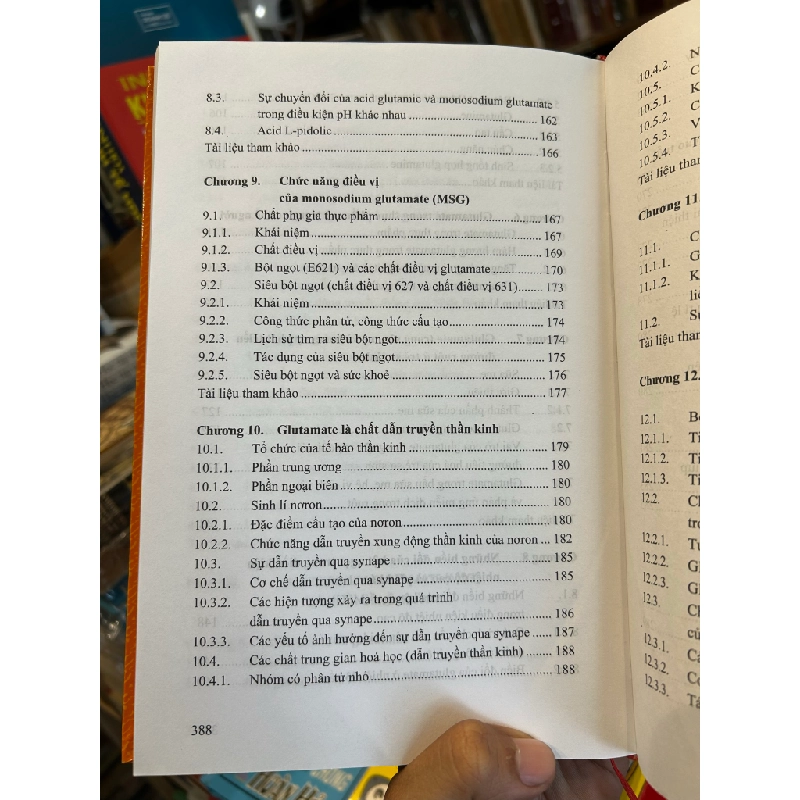 8.3. Sự chuyển đổi của acid glutamic và monosodium glutamate
trong điều kiện pH khác nhau ... 162
8.4. Acid L-pidolic ... 163
Tài liệu tham khảo ... 166
Chương 9. Chức năng điều vị
của monosodium glutamate (MSG)
9.1. Chất phụ gia thực phẩm ... 167
9.1.1. Khái niệm ... 167
9.1.2. Chất điều vị ... 169
9.1.3. Bột ngọt (E621) và các chất điều vị glutamate ... 170
9.2. Siêu bột ngọt (chất điều vị 627 và chất điều vị 631) ... 173
9.2.1. Khái niệm ... 173
9.2.2. Công thức phân tử, công thức cấu tạo ... 174
9.2.3. Lịch sử tìm ra siêu bột ngọt ... 174
9.2.4. Tác dụng của siêu bột ngọt ... 175
9.2.5. Siêu bột ngọt và sức khoẻ ... 176
Tài liệu tham khảo ... 177
Chương 10. Glutamate là chất dẫn truyền thần kinh
10.1. Tổ chức của tế bào thần kinh ... 179
10.1.1. Phần trung ương ... 180
10.1.2. Phần ngoại biên ... 180
10.2. Sinh lí nơron ... 180
10.2.1. Đặc điểm cấu tạo của nơron ... 180
10.2.2. Chức năng dẫn truyền xung động thần kinh của nơron ... 182
10.3. Sự dẫn truyền qua synape ... 185
10.3.1. Cơ chế dẫn truyền qua synape ... 185
10.3.2. Các hiện tượng xảy ra trong quá trình
dẫn truyền qua synape ... 186
10.3.3. Các yếu tố ảnh hưởng đến sự dẫn truyền qua synape ... 187
10.4. Các chất trung gian hoá học (dẫn truyền thần kinh) ... 188
10.4.1. Nhóm có phân tử nhỏ ... 188
388
10.4.2. N
10.5. C
10.5.1. K
10.5.2. C
10.5.3. V
10.5.4. T
Tài liệu tham
Chương 11
11.1. C
11.1.1. G
11.1.2. K
li
11.2. S
Tài liệu tham
Chương 12.
12.1. B
12.1.1. Ti
12.1.2. Ti
12.1.3. Ti
12.2. Ch
tr
12.2.1. T
12.2.2. G
12.2.3. G
12.3. Ch
củ
12.3.1. Cá
12.3.2. C
12.3.3. Tá